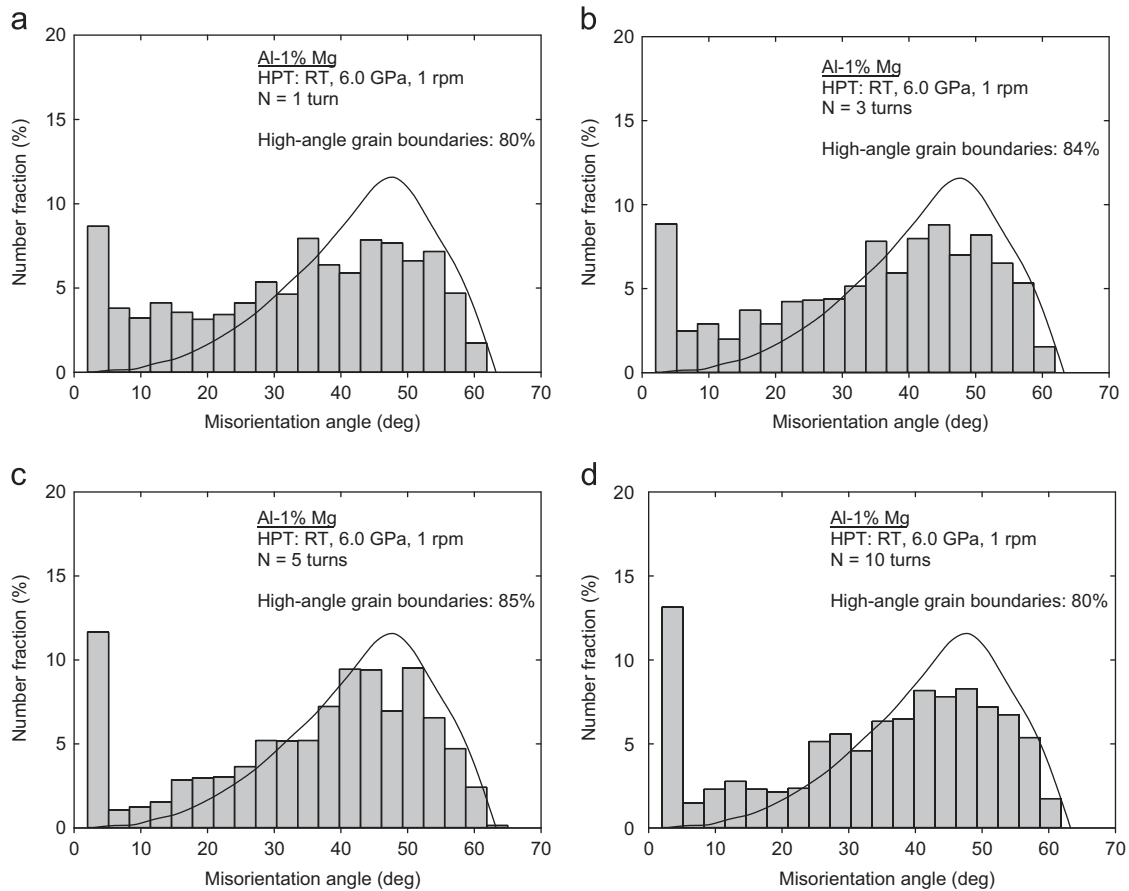 a
20
15
10
5
0
Number fraction (%)
Al-1% Mg
HPT: RT, 6.0 GPa, 1 rpm
N = 1 turn
High-angle grain boundaries: 80%
0 10 20 30 40 50 60 70
Misorientation angle (deg)
b
20
15
10
5
0
Number fraction (%)
Al-1% Mg
HPT: RT, 6.0 GPa, 1 rpm
N = 3 turns
High-angle grain boundaries: 84%
0 10 20 30 40 50 60 70
Misorientation angle (deg)
c
20
15
10
5
0
Number fraction (%)
Al-1% Mg
HPT: RT, 6.0 GPa, 1 rpm
N = 5 turns
High-angle grain boundaries: 85%
0 10 20 30 40 50 60 70
Misorientation angle (deg)
d
20
15
10
5
0
Number fraction (%)
Al-1% Mg
HPT: RT, 6.0 GPa, 1 rpm
N = 10 turns
High-angle grain boundaries: 80%
0 10 20 30 40 50 60 70
Misorientation angle (deg)